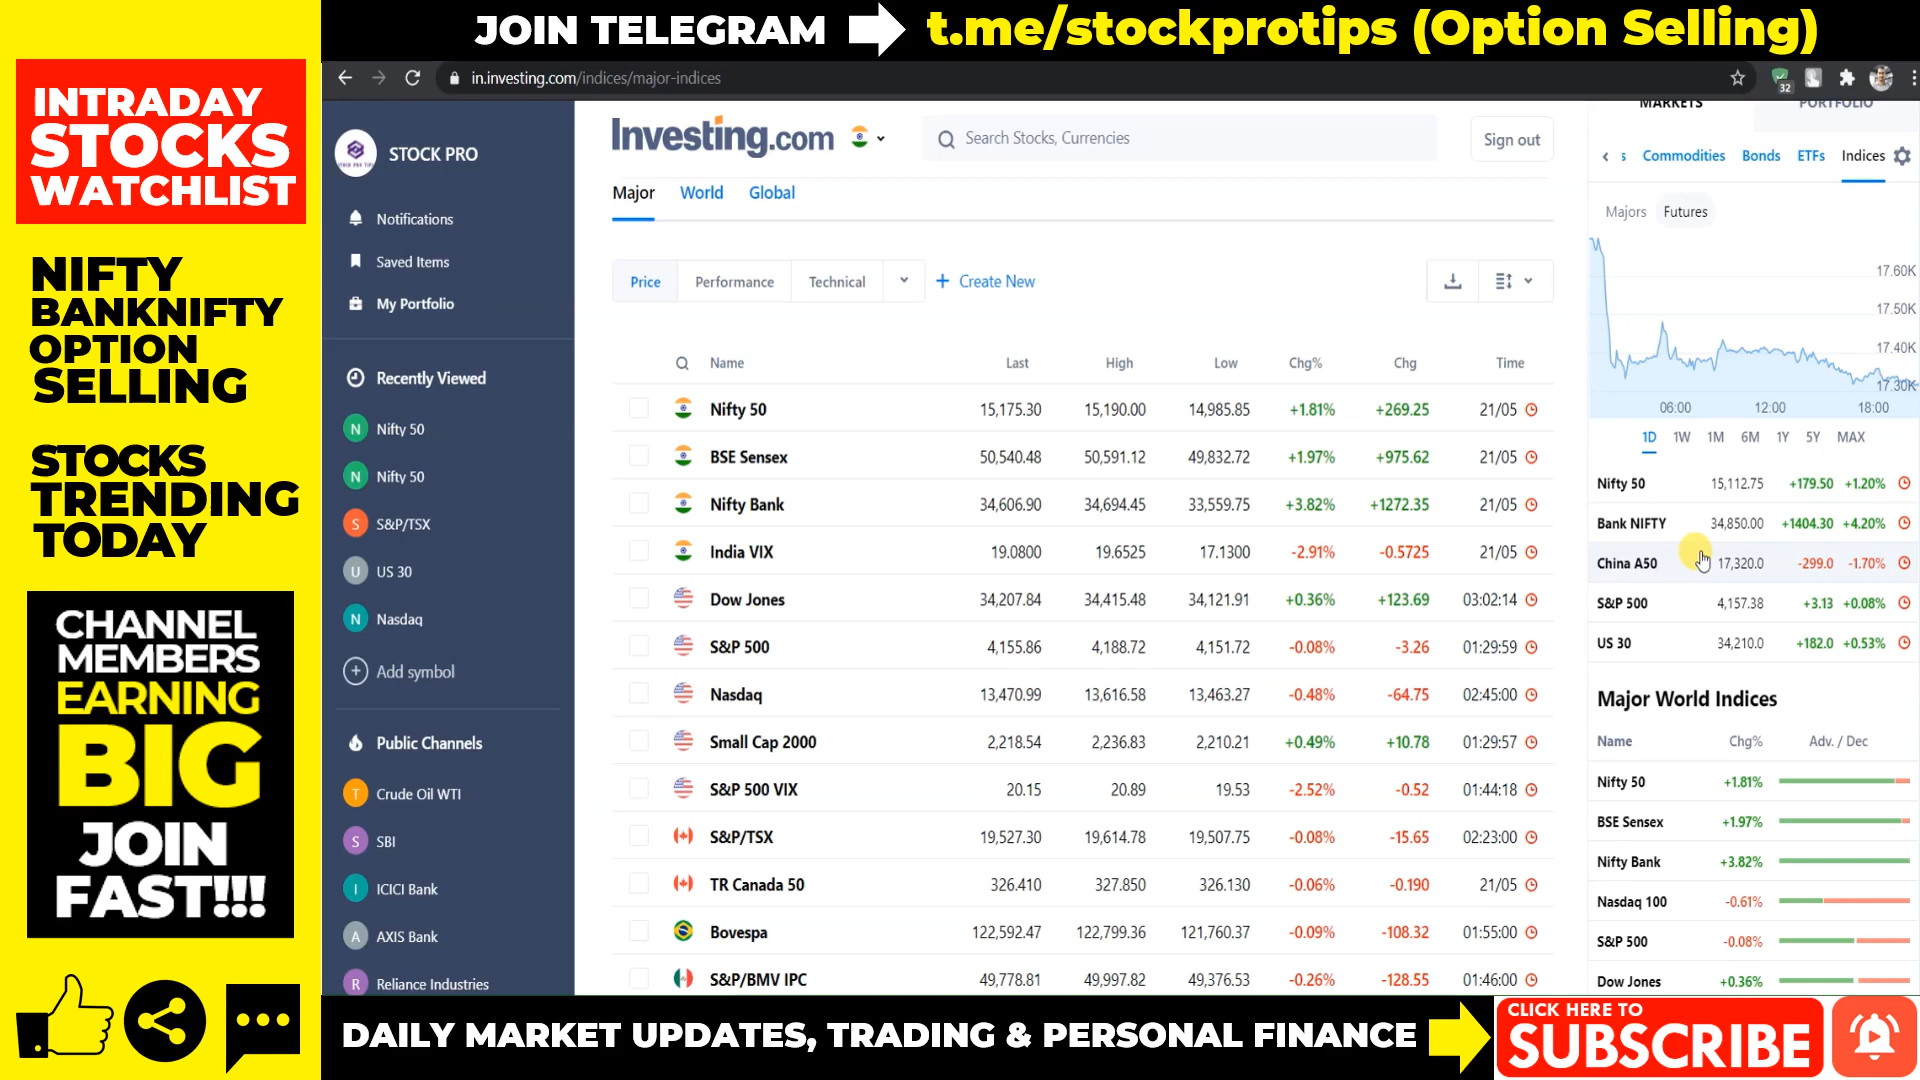 JOIN TELEGRAM t.me/stockprotips (Option Selling)
INTRADAY
STOCKS
WATCHLIST
NIFTY
BANKNIFTY
OPTION
SELLING
STOCKS
TRENDING
TODAY
CHANNEL
MEMBERS
EARNING
BIG
JOIN
FAST!!!
in.investing.com/indices/major-indices
32
STOCK PRO
Notifications
Saved Items
My Portfolio
Recently Viewed
N Nifty 50
N Nifty 50
S S&P/TSX
U US 30
N Nasdaq
Add symbol
Public Channels
T Crude Oil WTI
S SBI
I ICICI Bank
A AXIS Bank
R Reliance Industries
Investing.com
Search Stocks, Currencies
Sign out
Major World Global
Price Performance Technical + Create New
Name Last High Low Chg% Chg Time
Nifty 50 15,175.30 15,190.00 14,985.85 +1.81% +269.25 21/05
BSE Sensex 50,540.48 50,591.12 49,832.72 +1.97% +975.62 21/05
Nifty Bank 34,606.90 34,694.45 33,559.75 +3.82% +1272.35 21/05
India VIX 19.0800 19.6525 17.1300 -2.91% -0.5725 21/05
Dow Jones 34,207.84 34,415.48 34,121.91 +0.36% +123.69 03:02:14
S&P 500 4,155.86 4,188.72 4,151.72 -0.08% -3.26 01:29:59
Nasdaq 13,470.99 13,616.58 13,463.27 -0.48% -64.75 02:45:00
Small Cap 2000 2,218.54 2,236.83 2,210.21 +0.49% +10.78 01:29:57
S&P 500 VIX 20.15 20.89 19.53 -2.52% -0.52 01:44:18
S&P/TSX 19,527.30 19,614.78 19,507.75 -0.08% -15.65 02:23:00
TR Canada 50 326.410 327.850 326.130 -0.06% -0.190 21/05
Bovespa 122,592.47 122,799.36 121,760.37 -0.09% -108.32 01:55:00
S&P/BMV IPC 49,778.81 49,997.82 49,376.53 -0.26% -128.55 01:46:00
MARKETS PORTFOLIO
s Commodities Bonds ETFs Indices
Majors Futures
17.60K
17.50K
17.40K
17.30K
06:00 12:00 18:00
1D 1W 1M 6M 1Y 5Y MAX
Nifty 50 15,112.75 +179.50 +1.20%
Bank NIFTY 34,850.00 +1404.30 +4.20%
China A50 17,320.0 -299.0 -1.70%
S&P 500 4,157.38 +3.13 +0.08%
US 30 34,210.0 +182.0 +0.53%
Major World Indices
Name Chg% Adv. / Dec
Nifty 50 +1.81%
BSE Sensex +1.97%
Nifty Bank +3.82%
Nasdaq 100 -0.61%
S&P 500 -0.08%
Dow Jones +0.36%
DAILY MARKET UPDATES, TRADING & PERSONAL FINANCE
CLICK HERE TO
SUBSCRIBE